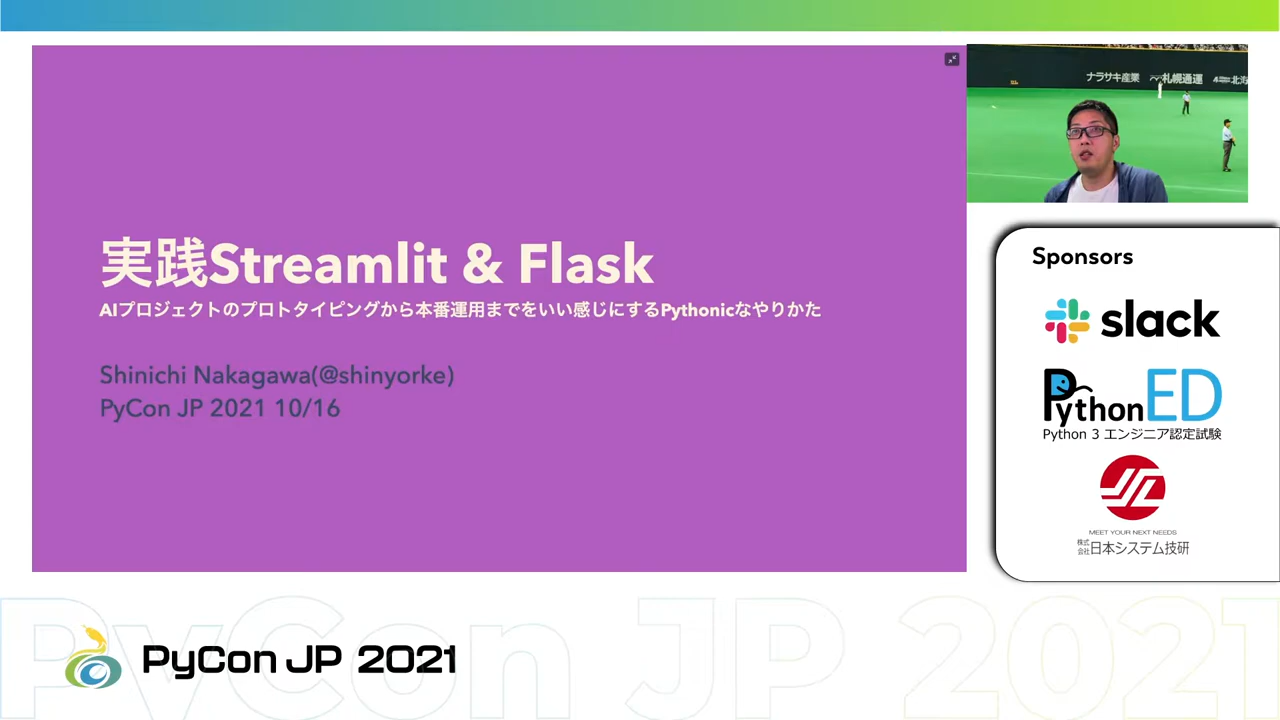 実践Streamlit & Flask
AIプロジェクトのプロトタイピングから本番運用までをいい感じにするPythonicなやりかた
Shinichi Nakagawa(@shinyorke)
PyCon JP 2021 10/16
ナラサキ産業
札幌通運
Sponsors
slack
PythonED
Python 3 エンジニア認定試験
MEET YOUR NEXT NEEDS
株式会社日本システム技研
PyCon JP 2021
PyCon JP 2021